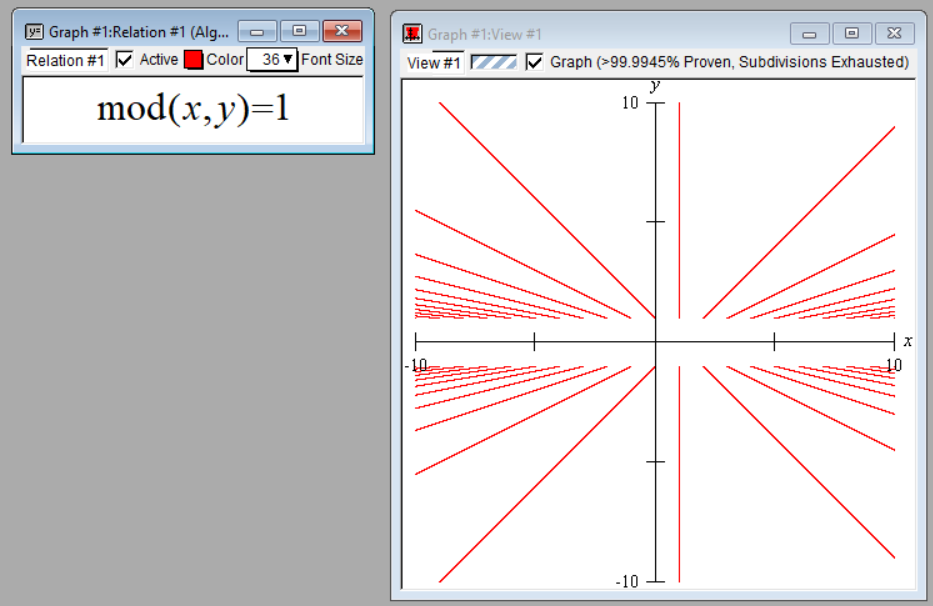 Graph #1:Relation #1 (Alg...
Relation #1 Active Color 36 Font Size
mod(x,y)=1
Graph #1:View #1
View #1 Graph (>99.9945% Proven, Subdivisions Exhausted)
y
10
x
-10
10
-10